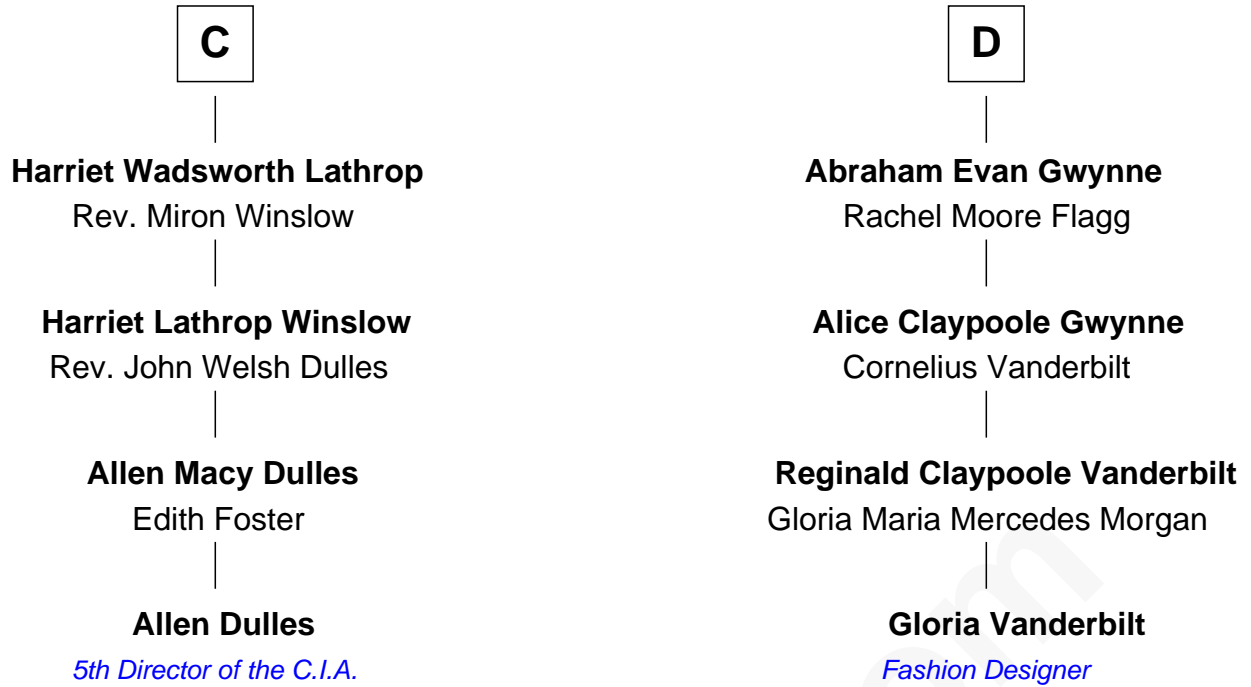 C
Harriet Wadsworth Lathrop
Rev. Miron Winslow
Harriet Lathrop Winslow
Rev. John Welsh Dulles
Allen Macy Dulles
Edith Foster
Allen Dulles
5th Director of the C.I.A.
D
Abraham Evan Gwynne
Rachel Moore Flagg
Alice Claypoole Gwynne
Cornelius Vanderbilt
Reginald Claypoole Vanderbilt
Gloria Maria Mercedes Morgan
Gloria Vanderbilt
Fashion Designer